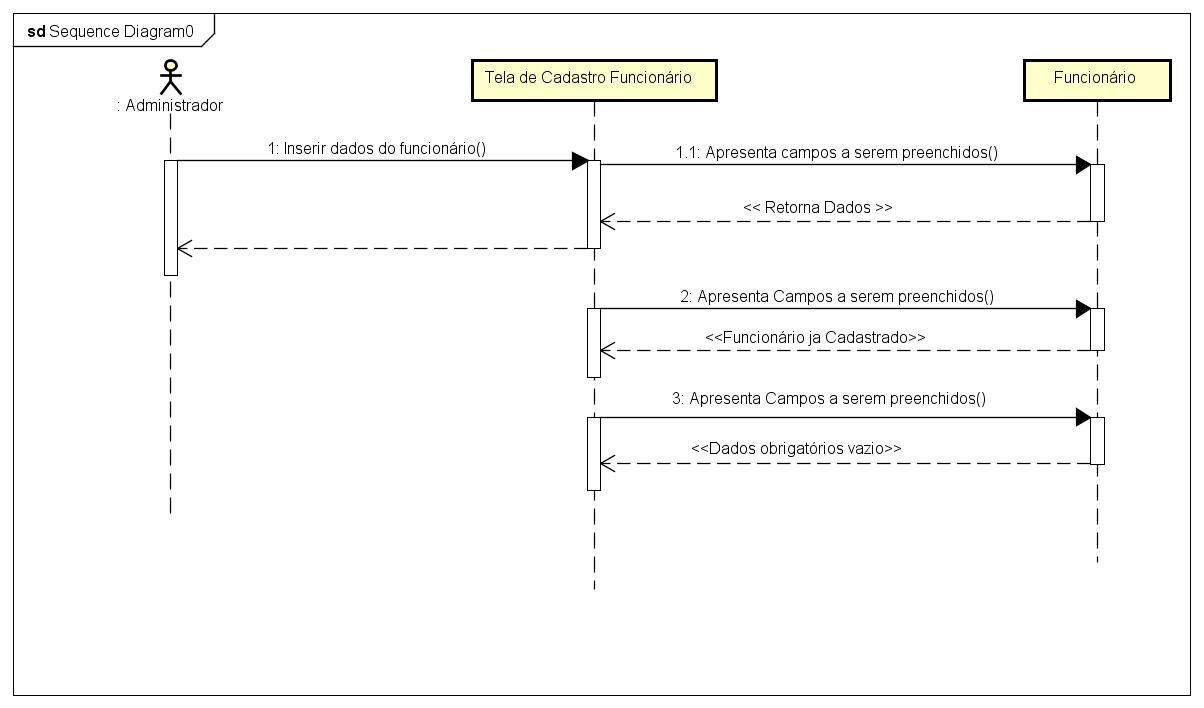 sd Sequence Diagram0
: Administrador
Tela de Cadastro Funcionário
Funcionário
1: Inserir dados do funcionário()
1.1: Apresenta campos a serem preenchidos()
<< Retorna Dados >>
2: Apresenta Campos a serem preenchidos()
<<Funcionário ja Cadastrado>>
3: Apresenta Campos a serem preenchidos()
<<Dados obrigatórios vazio>>